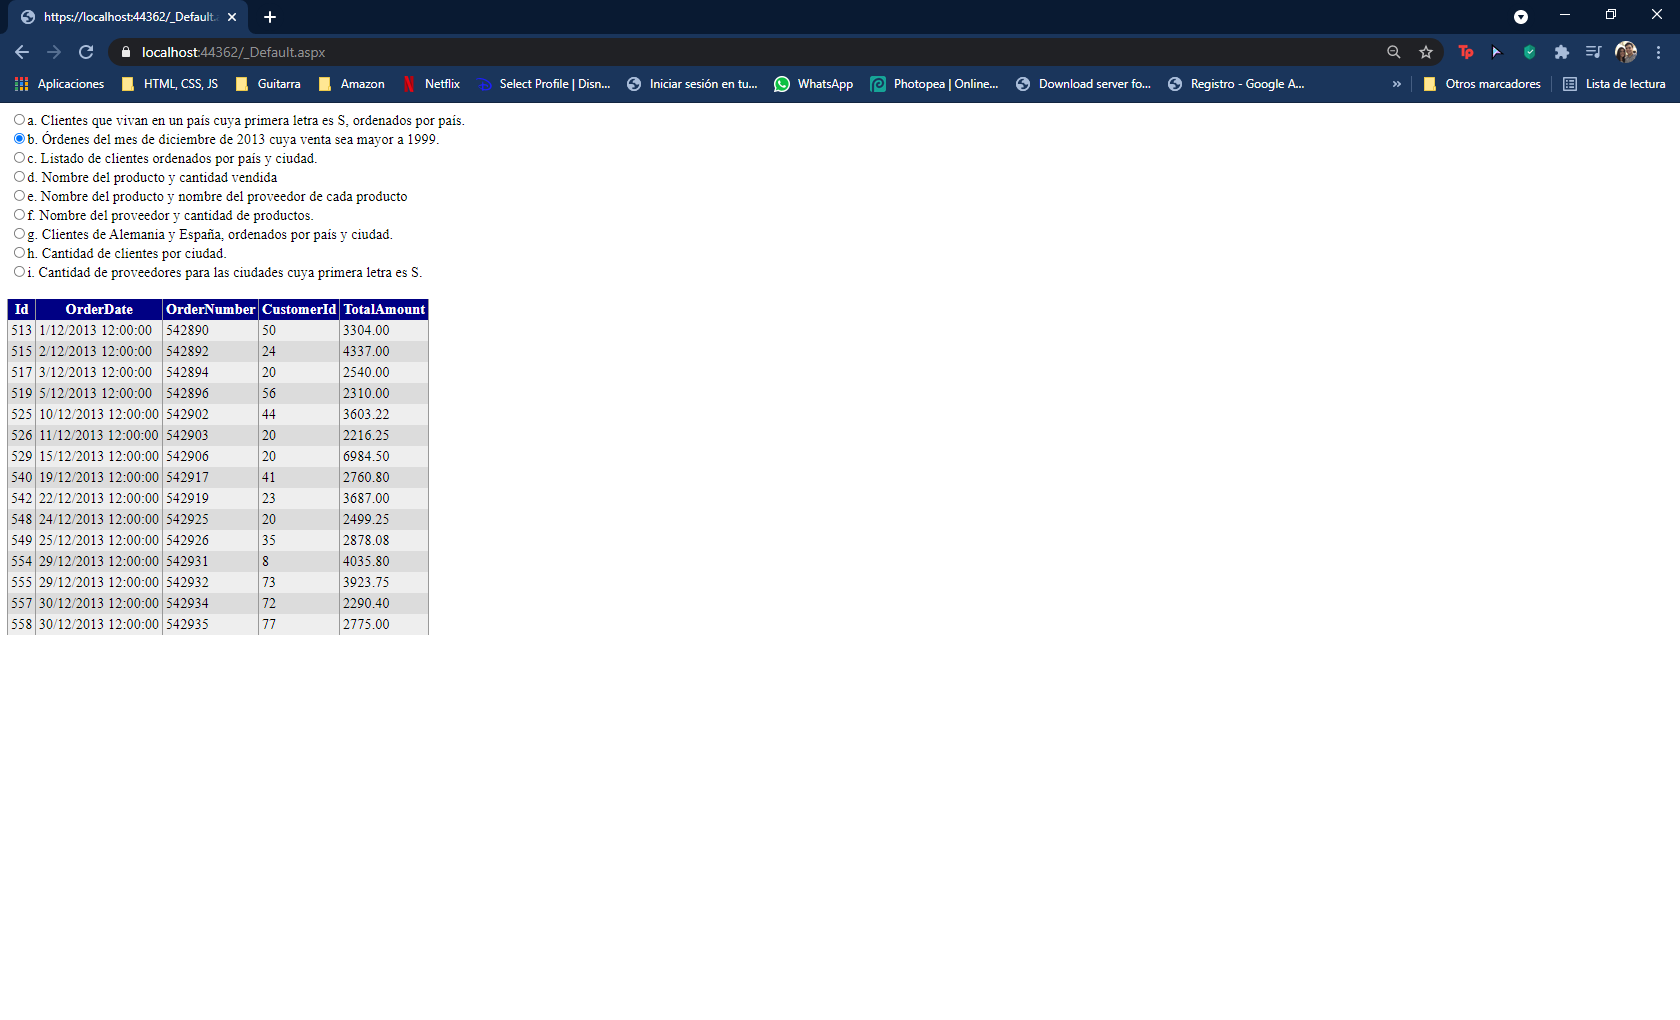 https://localhost:44362/_Default.
localhost:44362/_Default.aspx
Aplicaciones HTML, CSS, JS Guitarra Amazon Netflix Select Profile | Disn... Iniciar sesión en tu... WhatsApp Photopea | Online... Download server fo... Registro - Google A... » Otros marcadores Lista de lectura
a. Clientes que vivan en un país cuya primera letra es S, ordenados por país.
b. Órdenes del mes de diciembre de 2013 cuya venta sea mayor a 1999.
c. Listado de clientes ordenados por país y ciudad.
d. Nombre del producto y cantidad vendida
e. Nombre del producto y nombre del proveedor de cada producto
f. Nombre del proveedor y cantidad de productos.
g. Clientes de Alemania y España, ordenados por país y ciudad.
h. Cantidad de clientes por ciudad.
i. Cantidad de proveedores para las ciudades cuya primera letra es S.
Id OrderDate OrderNumber CustomerId TotalAmount
513 1/12/2013 12:00:00 542890 50 3304.00
515 2/12/2013 12:00:00 542892 24 4337.00
517 3/12/2013 12:00:00 542894 20 2540.00
519 5/12/2013 12:00:00 542896 56 2310.00
525 10/12/2013 12:00:00 542902 44 3603.22
526 11/12/2013 12:00:00 542903 20 2216.25
529 15/12/2013 12:00:00 542906 20 6984.50
540 19/12/2013 12:00:00 542917 41 2760.80
542 22/12/2013 12:00:00 542919 23 3687.00
548 24/12/2013 12:00:00 542925 20 2499.25
549 25/12/2013 12:00:00 542926 35 2878.08
554 29/12/2013 12:00:00 542931 8 4035.80
555 29/12/2013 12:00:00 542932 73 3923.75
557 30/12/2013 12:00:00 542934 72 2290.40
558 30/12/2013 12:00:00 542935 77 2775.00